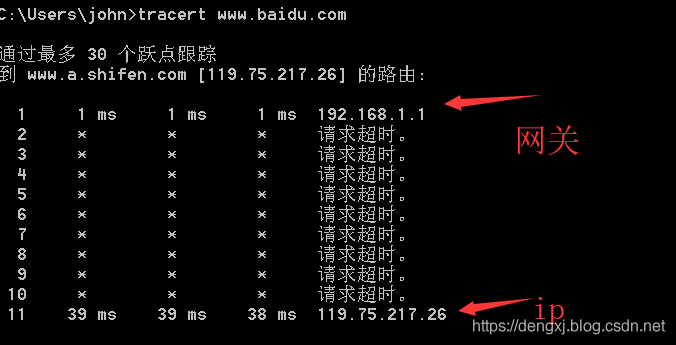 C:\Users\john>tracert www.baidu.com
通过最多 30 个跃点跟踪
到 www.a.shifen.com [119.75.217.26] 的路由:
1 1 ms 1 ms 1 ms 192.168.1.1
网关
2 * * * 请求超时。
3 * * * 请求超时。
4 * * * 请求超时。
5 * * * 请求超时。
6 * * * 请求超时。
7 * * * 请求超时。
8 * * * 请求超时。
9 * * * 请求超时。
10 * * * 请求超时。
11 39 ms 39 ms 38 ms 119.75.217.26
ip
https://dengxj.blog.csdn.net